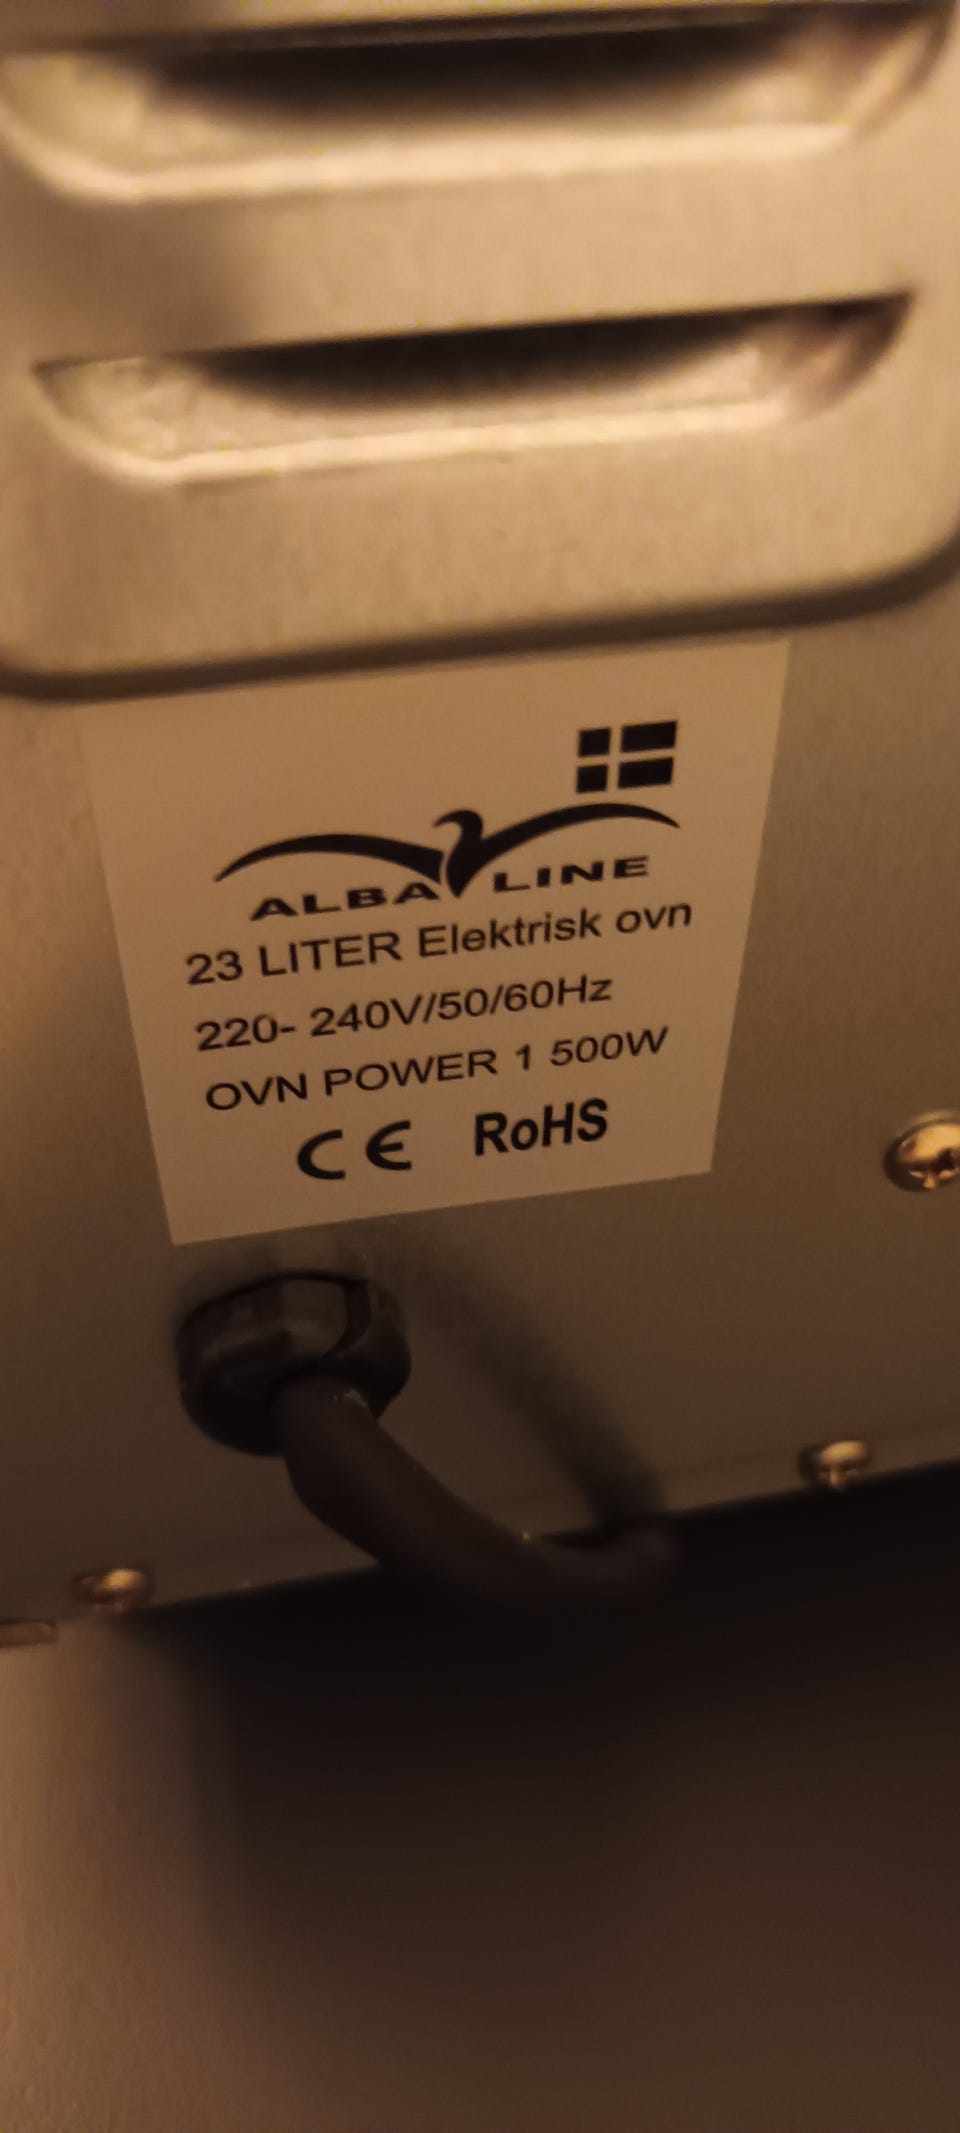 ALBA LINE
23 LITER Elektrisk ovn
220- 240V/50/60Hz
OVN POWER 1 500W
CE RoHS